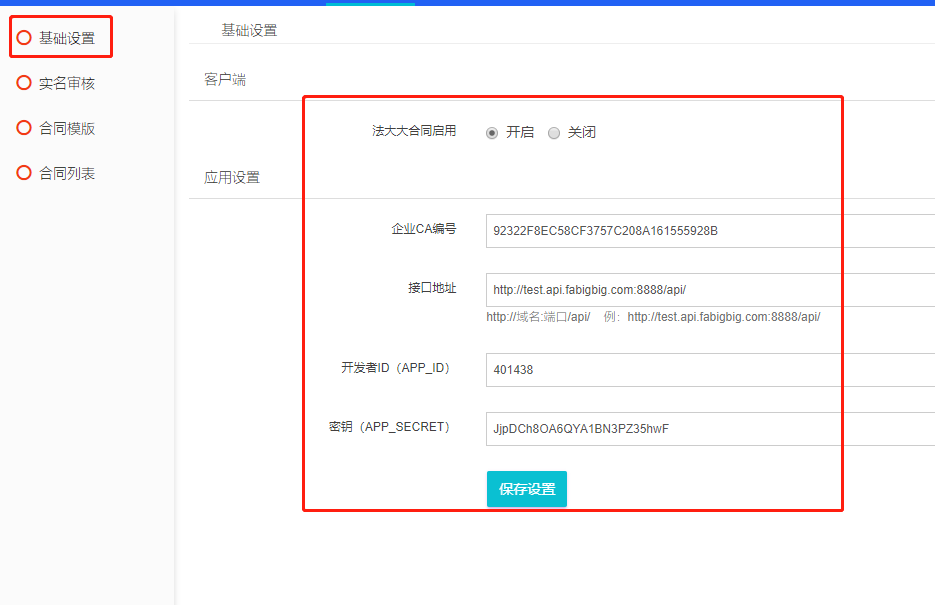 基础设置
实名审核
合同模版
合同列表
基础设置
客户端
法大大合同启用 开启 关闭
应用设置
企业CA编号 92322F8EC58CF3757C208A161555928B
接口地址 http://test.api.fabigbig.com:8888/api/
http://域名:端口/api/ 例：http://test.api.fabigbig.com:8888/api/
开发者ID（APP_ID） 401438
密钥（APP_SECRET） JjpDCh8OA6QYA1BN3PZ35hwF
保存设置